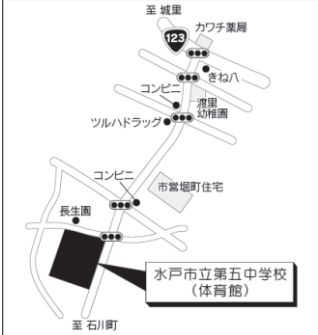 至 城里
カワチ薬局
123
きね八
コンビニ
渡里
幼稚園
ツルハドラッグ
コンビニ
市営堀町住宅
長生園
水戸市立第五中学校
(体育館)
至 石川町